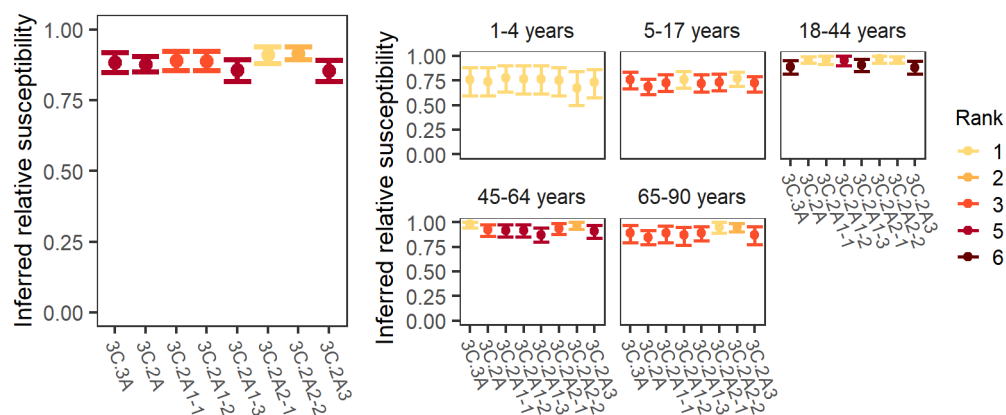 Inferred relative susceptibility
1.00
0.75
0.50
0.25
0.00
3C.3A
3C.2A
3C.2A1-1
3C.2A1-2
3C.2A1-3
3C.2A2-1
3C.2A2-2
3C.2A3
Inferred relative susceptibility
1-4 years
5-17 years
18-44 years
1.00
0.75
0.50
0.25
0.00
45-64 years
65-90 years
1.00
0.75
0.50
0.25
0.00
3C.3A
3C.2A
3C.2A1-1
3C.2A1-2
3C.2A1-3
3C.2A2-1
3C.2A2-2
3C.2A3
3C.3A
3C.2A
3C.2A1-1
3C.2A1-2
3C.2A1-3
3C.2A2-1
3C.2A2-2
3C.2A3
3C.3A
3C.2A
3C.2A1-1
3C.2A1-2
3C.2A1-3
3C.2A2-1
3C.2A2-2
3C.2A3
Rank
1
2
3
5
6